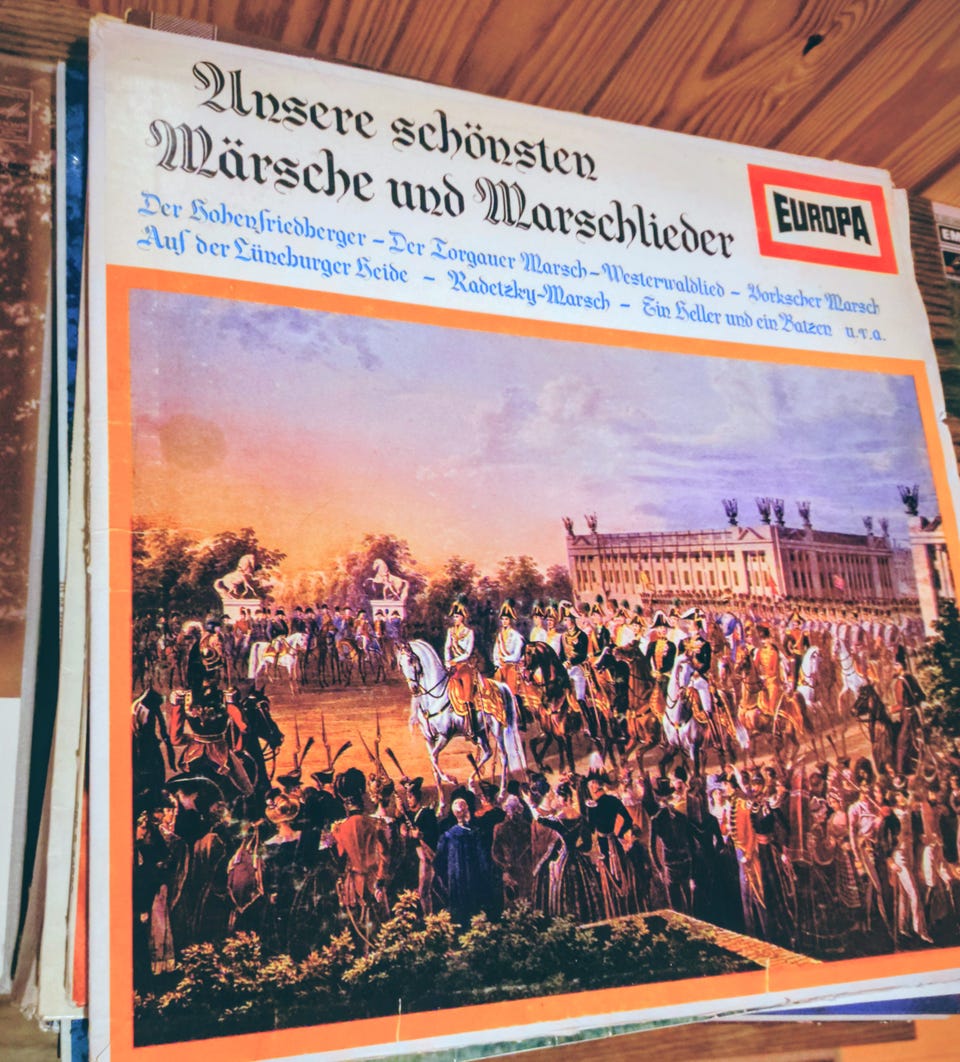 Unsere schönsten
Märsche und Marschlieder
EUROPA
Der Hohenfriedberger – Der Torgauer Marsch – Westerwaldlied – Yorkscher Marsch
Auf der Lüneburger Heide – Radetzky-Marsch – Ein Heller und ein Batzen u.v.a.